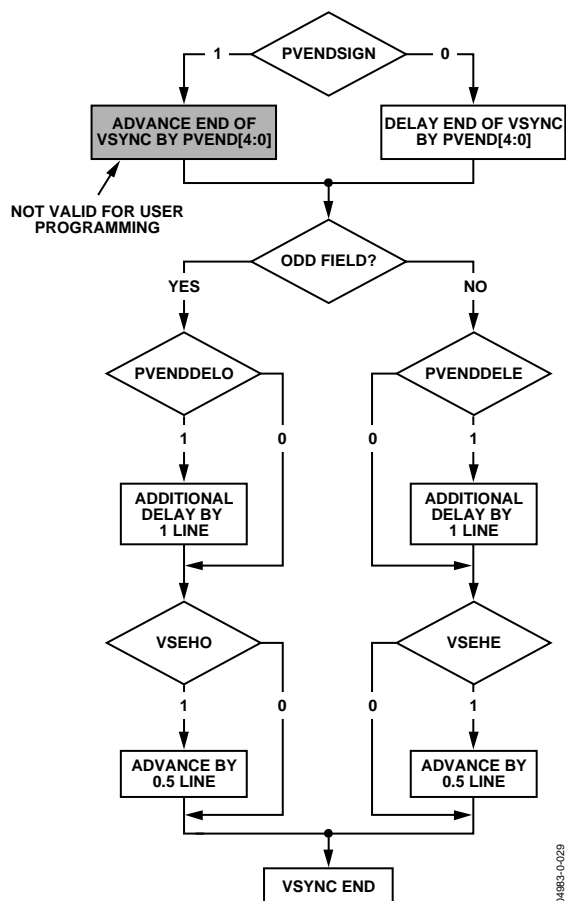 PVENDSIGN
1
0
ADVANCE END OF
VSYNC BY PVEND[4:0]
DELAY END OF VSYNC
BY PVEND[4:0]
NOT VALID FOR USER
PROGRAMMING
ODD FIELD?
YES
NO
PVENDDELO
PVENDDELE
1
0
0
1
ADDITIONAL
DELAY BY
1 LINE
ADDITIONAL
DELAY BY
1 LINE
VSEHO
VSEHE
1
0
0
1
ADVANCE BY
0.5 LINE
ADVANCE BY
0.5 LINE
VSYNC END
04983-0-029